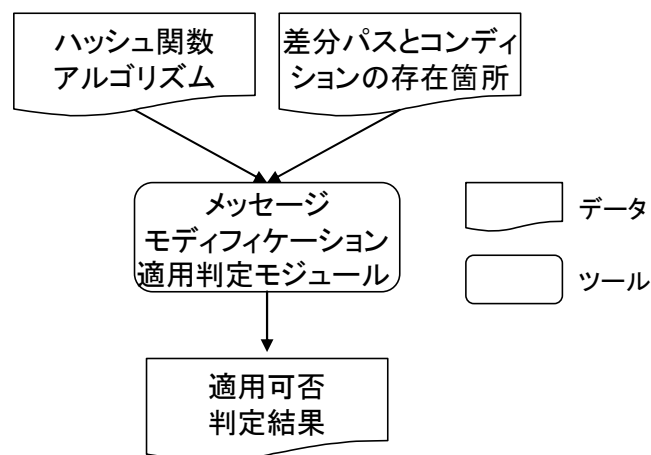 ハッシュ関数
アルゴリズム
差分パスとコンディ
ションの存在箇所
メッセージ
モディフィケーション
適用判定モジュール
データ
ツール
適用可否
判定結果